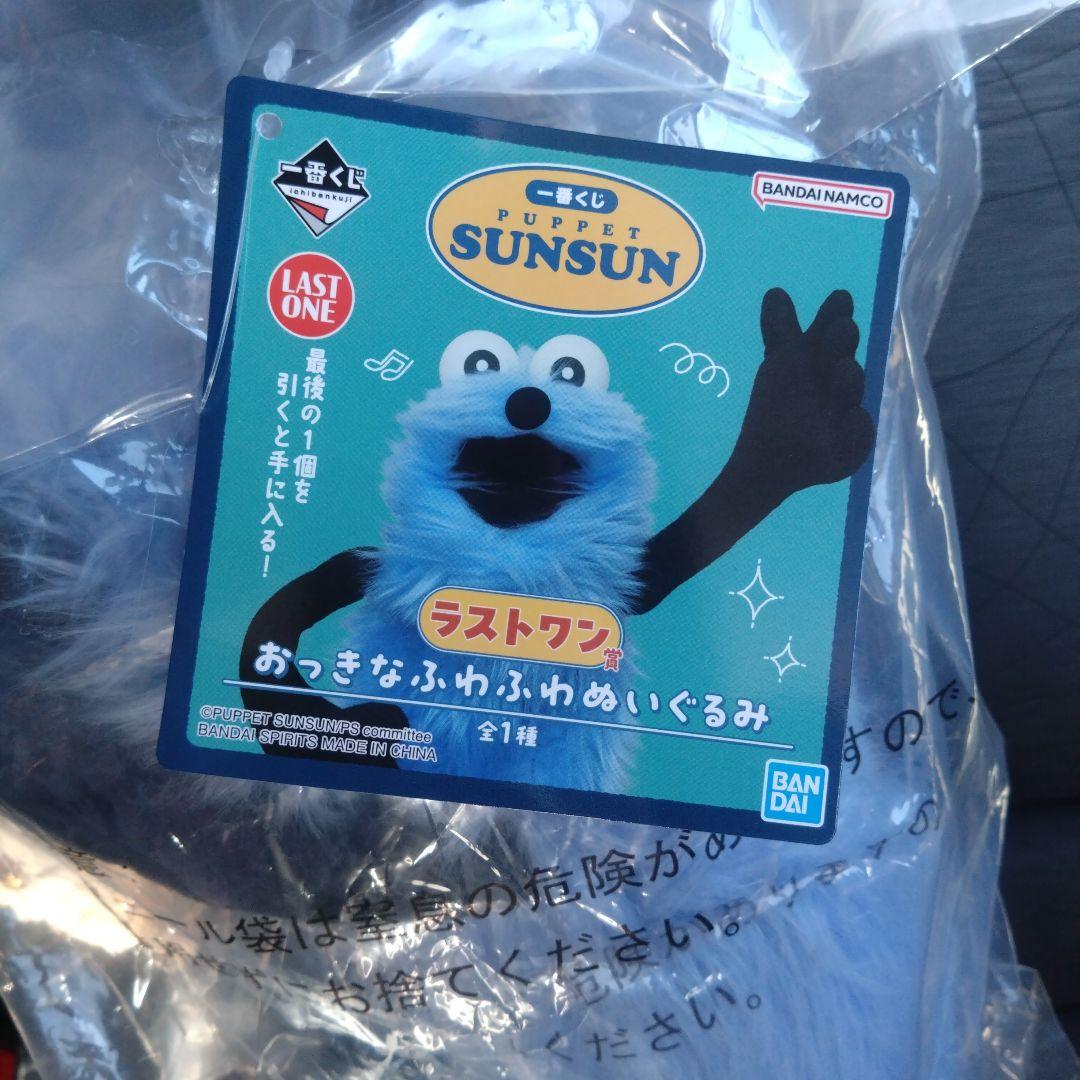 一番くじ
ichibankuji
一番くじ
PUPPET
SUNSUN
BANDAI NAMCO
LAST
ONE
最後の1個を
引くと手に入る!
ラストワン賞
おっきなふわふわぬいぐるみ
全1種
©PUPPET SUNSUN/PS committee
BANDAI SPIRITS MADE IN CHINA
BAN
DAI
すので、
ール袋は窒息の危険があ
にお捨てください。
危険
ください。